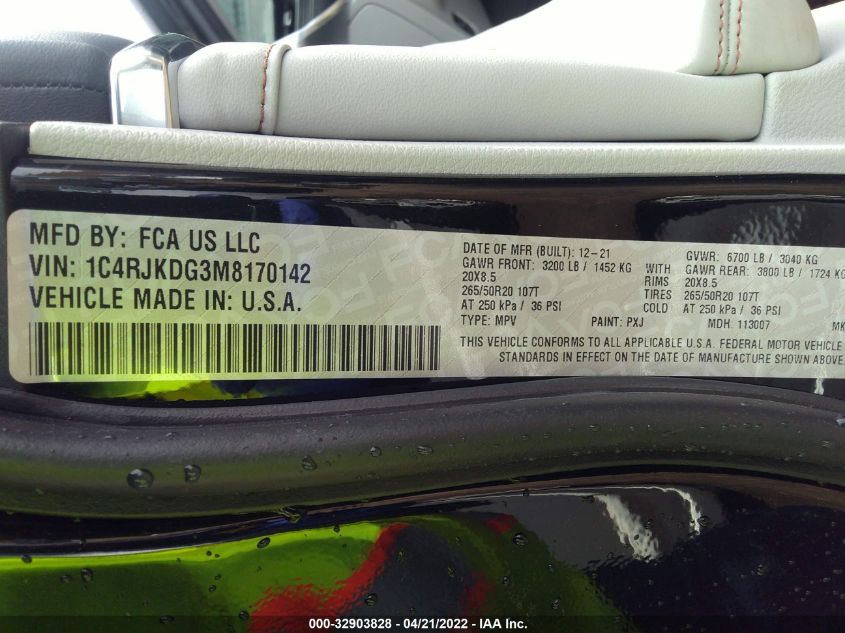 MFD BY: FCA US LLC
VIN: 1C4RJKDG3M8170142
VEHICLE MADE IN: U.S.A.
DATE OF MFR (BUILT): 12-21 GVWR: 6700 LB / 3040 KG
GAWR FRONT: 3200 LB / 1452 KG WITH GAWR REAR: 3800 LB / 1724 KG
20X8.5 RIMS 20X8.5
265/50R20 107T TIRES 265/50R20 107T
AT 250 kPa / 36 PSI COLD AT 250 kPa / 36 PSI
TYPE: MPV PAINT: PXJ MDH: 113007 MK
THIS VEHICLE CONFORMS TO ALL APPLICABLE U.S.A. FEDERAL MOTOR VEHICLE
STANDARDS IN EFFECT ON THE DATE OF MANUFACTURE SHOWN ABOVE.
000-32903828 - 04/21/2022 - IAA Inc.